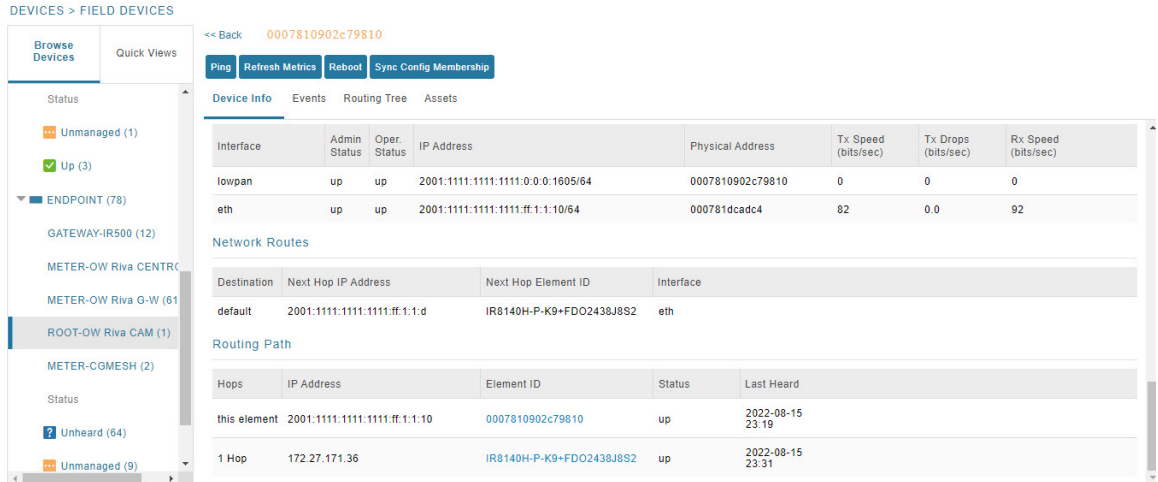 DEVICES > FIELD DEVICES
Browse Devices
Quick Views
Status
Unmanaged (1)
Up (3)
ENDPOINT (78)
GATEWAY-IR500 (12)
METER-OW Riva CENTRO
METER-OW Riva G-W (61
ROOT-OW Riva CAM (1)
METER-CGMESH (2)
Status
? Unheard (64)
Unmanaged (9)
<< Back 0007810902c79810
Ping Refresh Metrics Reboot Sync Config Membership
Device Info Events Routing Tree Assets
Interface Admin Status Oper. Status IP Address Physical Address Tx Speed (bits/sec) Tx Drops (bits/sec) Rx Speed (bits/sec)
lowpan up up 2001:1111:1111:1111:0:0:0:1605/64 0007810902c79810 0 0 0
eth up up 2001:1111:1111:1111:ff:1:1:10/64 000781dcadc4 82 0.0 92
Network Routes
Destination Next Hop IP Address Next Hop Element ID Interface
default 2001:1111:1111:1111:ff:1:1:d IR8140H-P-K9+FDO2438J8S2 eth
Routing Path
Hops IP Address Element ID Status Last Heard
this element 2001:1111:1111:1111:ff:1:1:10 0007810902c79810 up 2022-08-15 23:19
1 Hop 172.27.171.36 IR8140H-P-K9+FDO2438J8S2 up 2022-08-15 23:31